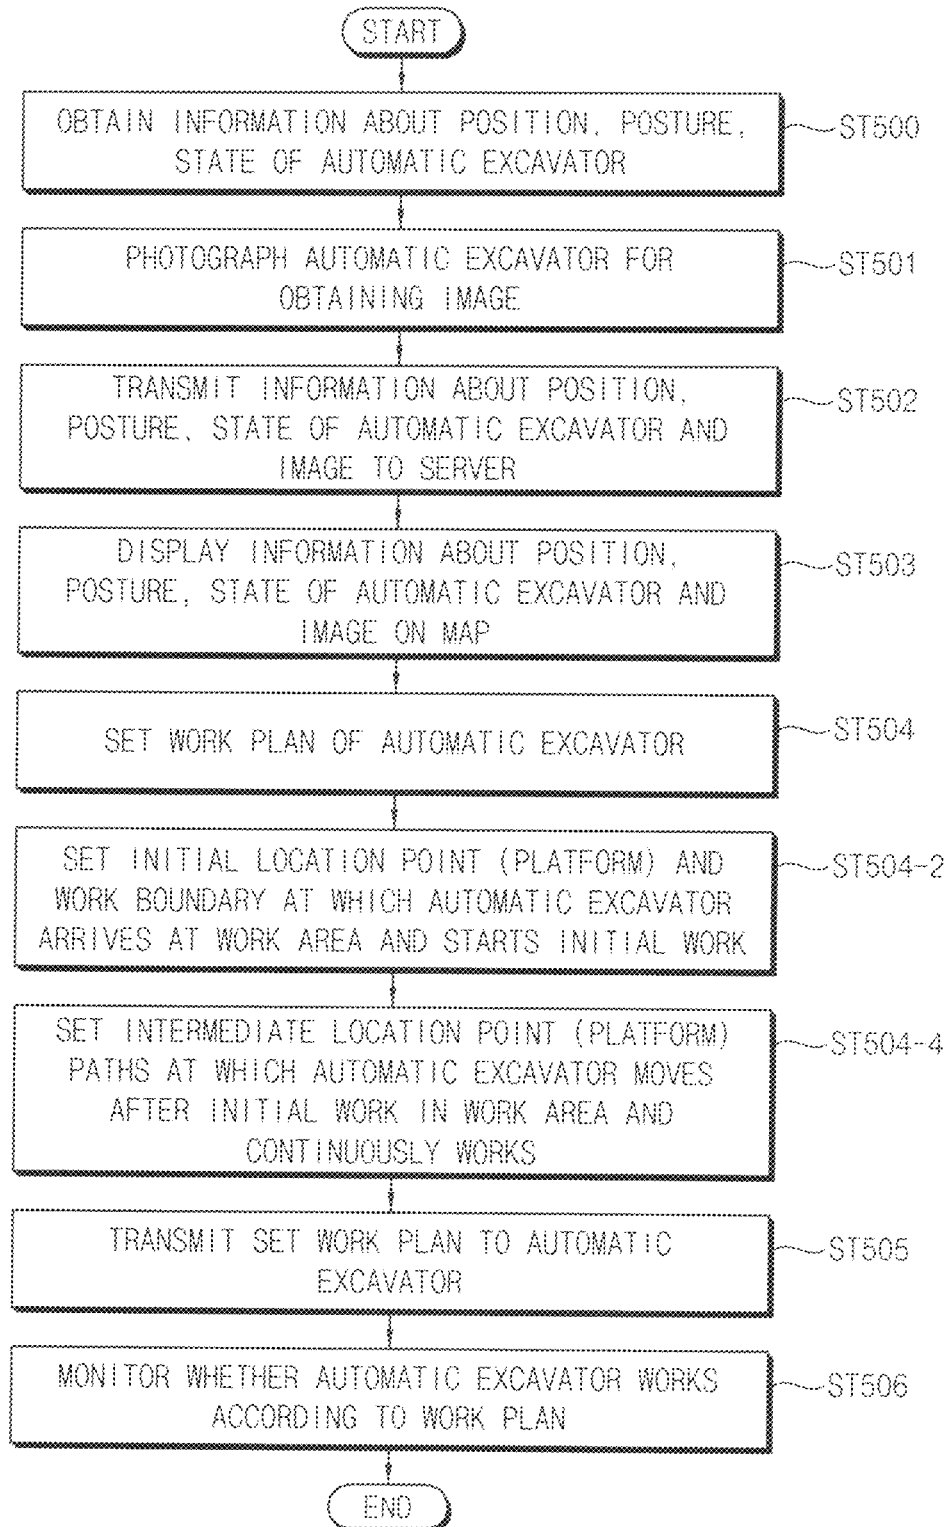 START
OBTAIN INFORMATION ABOUT POSITION, POSTURE,
STATE OF AUTOMATIC EXCAVATOR
ST500
PHOTOGRAPH AUTOMATIC EXCAVATOR FOR
OBTAINING IMAGE
ST501
TRANSMIT INFORMATION ABOUT POSITION,
POSTURE, STATE OF AUTOMATIC EXCAVATOR AND
IMAGE TO SERVER
ST502
DISPLAY INFORMATION ABOUT POSITION,
POSTURE, STATE OF AUTOMATIC EXCAVATOR AND
IMAGE ON MAP
ST503
SET WORK PLAN OF AUTOMATIC EXCAVATOR
ST504
SET INITIAL LOCATION POINT (PLATFORM) AND
WORK BOUNDARY AT WHICH AUTOMATIC EXCAVATOR
ARRIVES AT WORK AREA AND STARTS INITIAL WORK
ST504-2
SET INTERMEDIATE LOCATION POINT (PLATFORM)
PATHS AT WHICH AUTOMATIC EXCAVATOR MOVES
AFTER INITIAL WORK IN WORK AREA AND
CONTINUOUSLY WORKS
ST504-4
TRANSMIT SET WORK PLAN TO AUTOMATIC
EXCAVATOR
ST505
MONITOR WHETHER AUTOMATIC EXCAVATOR WORKS
ACCORDING TO WORK PLAN
ST506
END